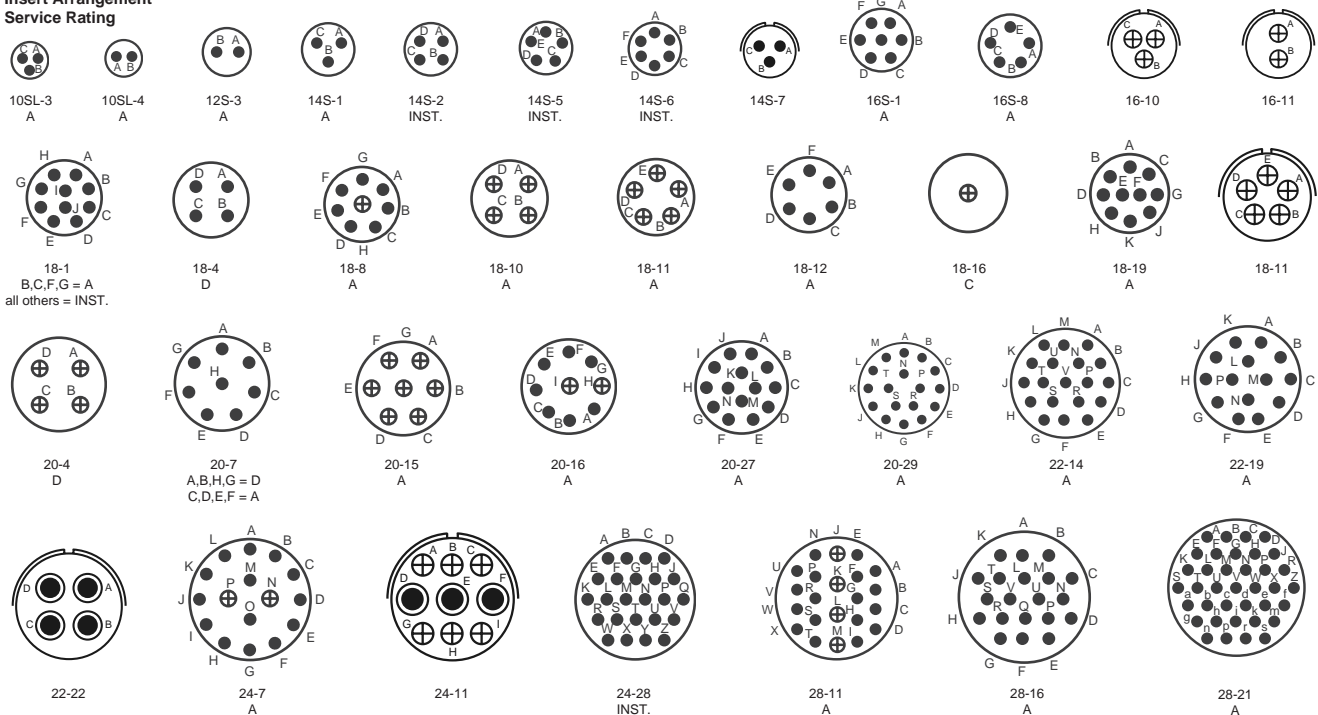 Insert Arrangement
Service Rating
C A
B
A B
B A
C A
B
D A
C B
A B
E
D C
A
F B
E C
D
C A
B
F G A
E B
D C
D E
C A
B
C A
B
A
B
10SL-3 10SL-4 12S-3 14S-1 14S-2 14S-5 14S-6 14S-7 16S-1 16S-8 16-10 16-11
A A A A INST. INST. INST. A A
H A
G I B
J
F C
E D
D A
C B
G
F A
E B
D H C
D A
C B
E
D A
C B
F
E A
D B
C
A
B C
D E F G
H J
K
E
D A
C B
18-1 18-4 18-8 18-10 18-11 18-12 18-16 18-19 18-11
B,C,F,G = A D A A A A C A
all others = INST.
D A
C B
A
G B
H
F C
E D
F G A
E B
D C
E F
G
D I H
C
B A
J A
I B
K L
H C
N M
G D
F E
M A B
L N C
T P
K D
S R
J E
H G F
M
L A
K U N B
T V P
J C
S R
H D
G E
F
K A
J B
L
H P M C
N
G D
F E
20-4 20-7 20-15 20-16 20-27 20-29 22-14 22-19
D A,B,H,G = D A A A A A A
C,D,E,F = A
D A
C B
A
L B
K M C
P N
J D
O
I E
H F
G
A B C
D E F
G I
H
A B C D
E F G H J
K L M N P Q
R S T U V
W X Y Z
N J E
U P K F A
V R G B
W S L H C
X T M I D
A
K B
T L M
J C
S V U N
R Q P
H D
G F E
A B C D
E F G H J
K L M N P R
S T U V W X Z
a b c d e f
g h i j k m
n p r s
22-22 24-7 24-11 24-28 28-11 28-16 28-21
A INST. A A A